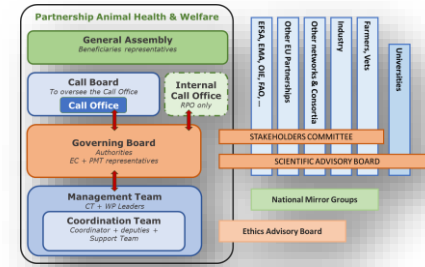 Partnership Animal Health & Welfare
General Assembly
Beneficiaries representatives
Call Board
To oversee the Call Office
Call Office
Internal
Call Office
RPO only
Governing Board
Authorities
EC + PMT representatives
Management Team
CT + WP Leaders
Coordination Team
Coordinator + deputies +
Support Team
EFSA, EMA, OIE, FAO, ...
Other EU Partnerships
Other networks & Consortia
Industry
Farmers, Vets
Universities
STAKEHOLDERS COMMITTEE
SCIENTIFIC ADVISORY BOARD
National Mirror Groups
Ethics Advisory Board